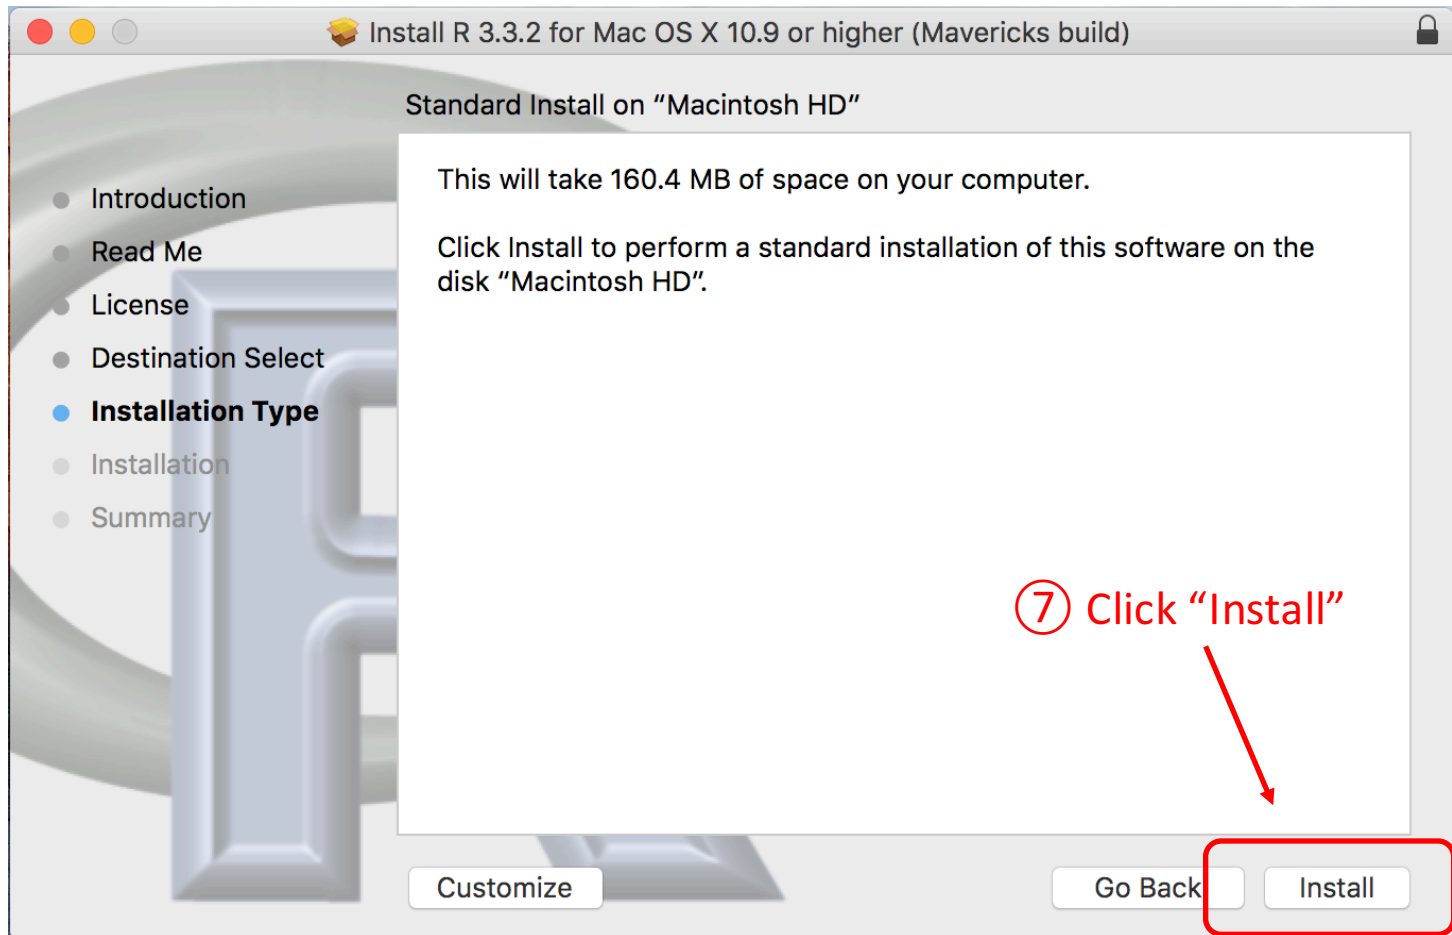 Install R 3.3.2 for Mac OS X 10.9 or higher (Mavericks build)
Standard Install on “Macintosh HD”
Introduction
Read Me
License
Destination Select
Installation Type
Installation
Summary
This will take 160.4 MB of space on your computer.
Click Install to perform a standard installation of this software on the
disk “Macintosh HD”.
⑦ Click “Install”
Customize
Go Back
Install